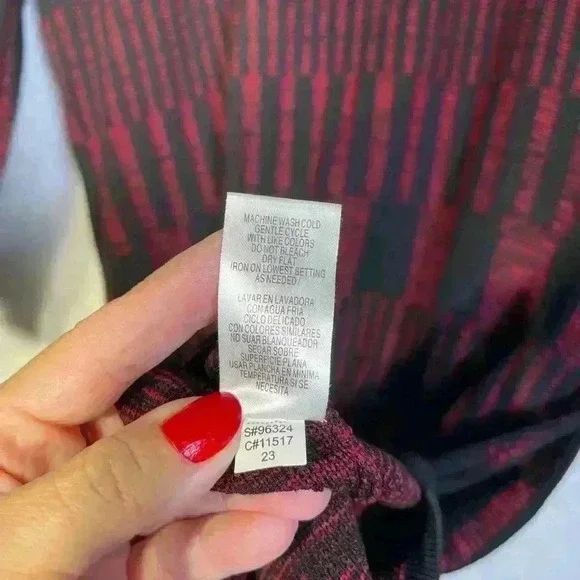 MACHINE WASH COLD
GENTLE CYCLE
WITH LIKE COLORS
DO NOT BLEACH
DRY FLAT
IRON ON LOWEST SETTING
AS NEEDED
LAVAR EN LAVADORA
CON AGUA FRIA
CICLO DELICADO
CON COLORES SIMILARES
NO SUAR BLANQUEADOR
SECAR SOBRE
SUPERFICIE PLANA
USAR PLANCHA EN MINIMA
TEMPERATURA SI SE
NECESITA
S#96324
C#11517
23